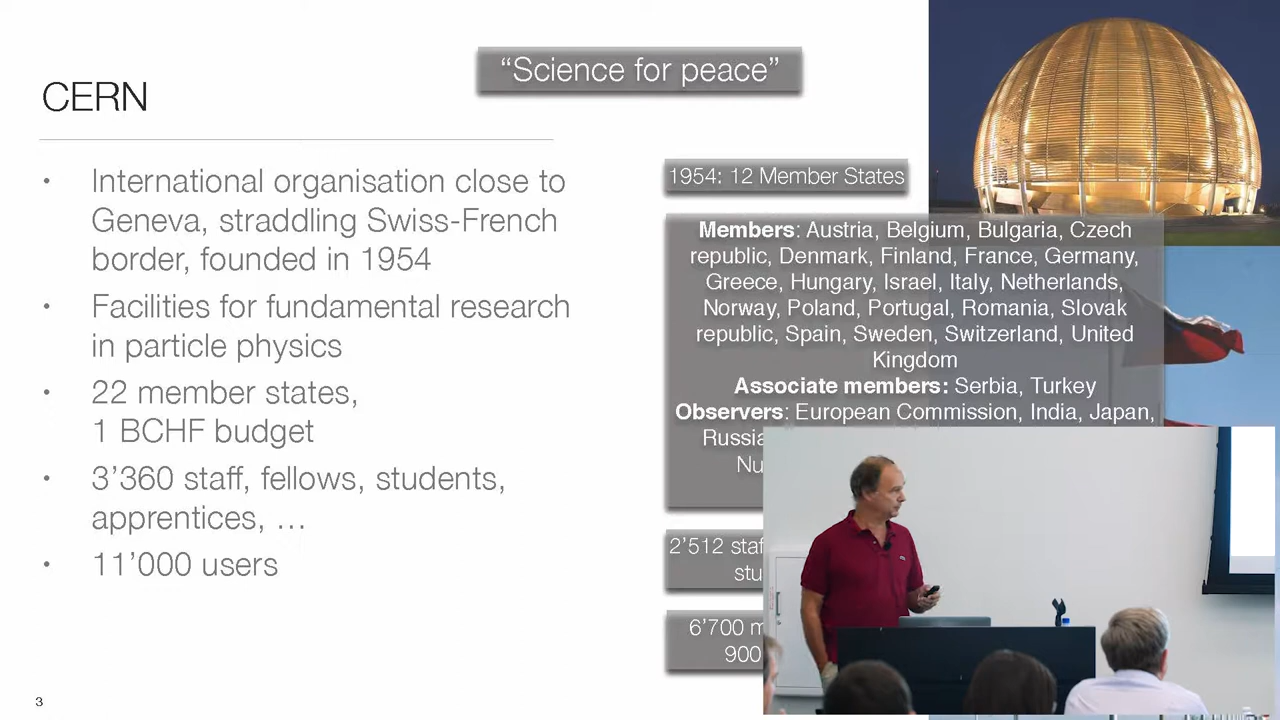 “Science for peace”
CERN
• International organisation close to
Geneva, straddling Swiss-French
border, founded in 1954
• Facilities for fundamental research
in particle physics
• 22 member states,
1 BCHF budget
• 3’360 staff, fellows, students,
apprentices, …
• 11’000 users
1954: 12 Member States
Members: Austria, Belgium, Bulgaria, Czech
republic, Denmark, Finland, France, Germany,
Greece, Hungary, Israel, Italy, Netherlands,
Norway, Poland, Portugal, Romania, Slovak
republic, Spain, Sweden, Switzerland, United
Kingdom
Associate members: Serbia, Turkey
Observers: European Commission, India, Japan,
Russia
2’512
6’700
900
3